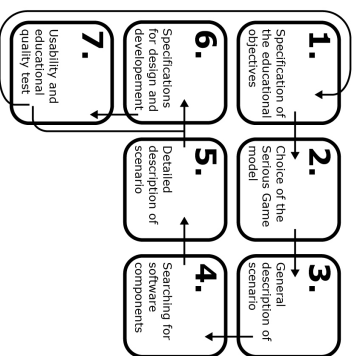 1.
Specification of
the educational
objectives
2.
Choice of the
Serious Game
model
3.
General
description of
scenario
4.
Searching for
software
components
5.
Detailed
description of
scenario
6.
Specifications
for design and
developement
7.
Usability and
educational
quality test